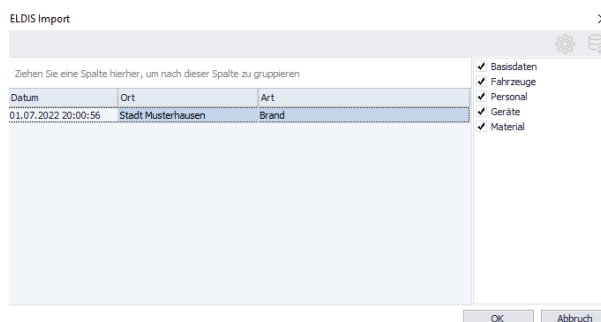 ELDIS Import
Ziehen Sie eine Spalte hierher, um nach dieser Spalte zu gruppieren
Datum Ort Art
01.07.2022 20:00:56 Stadt Musterhausen Brand
Basisdaten
Fahrzeuge
Personal
Geräte
Material
OK Abbruch